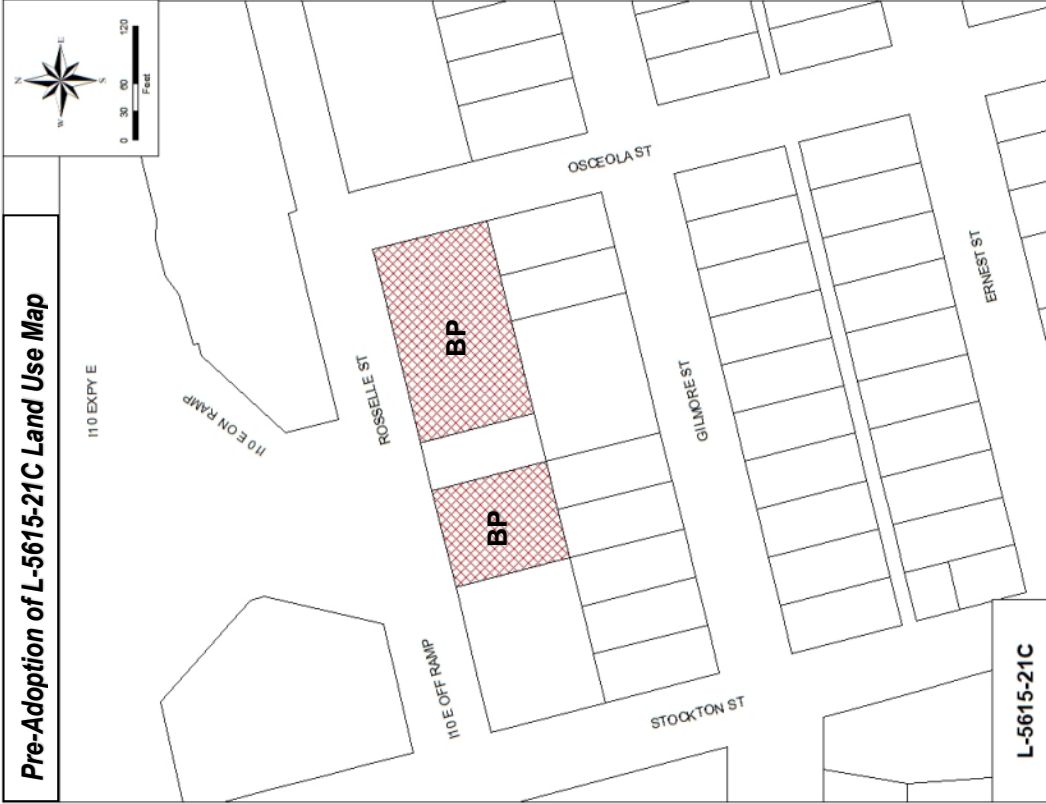 Pre-Adoption of L-5615-21C Land Use Map
N
E
S
W
0 30 60 120
Feet
I10 EXPY E
I10 E ON RAMP
ROSSELLE ST
OSCEOLA ST
BP
BP
GILMORE ST
ERNEST ST
I10 E OFF RAMP
STOCKTON ST
L-5615-21C